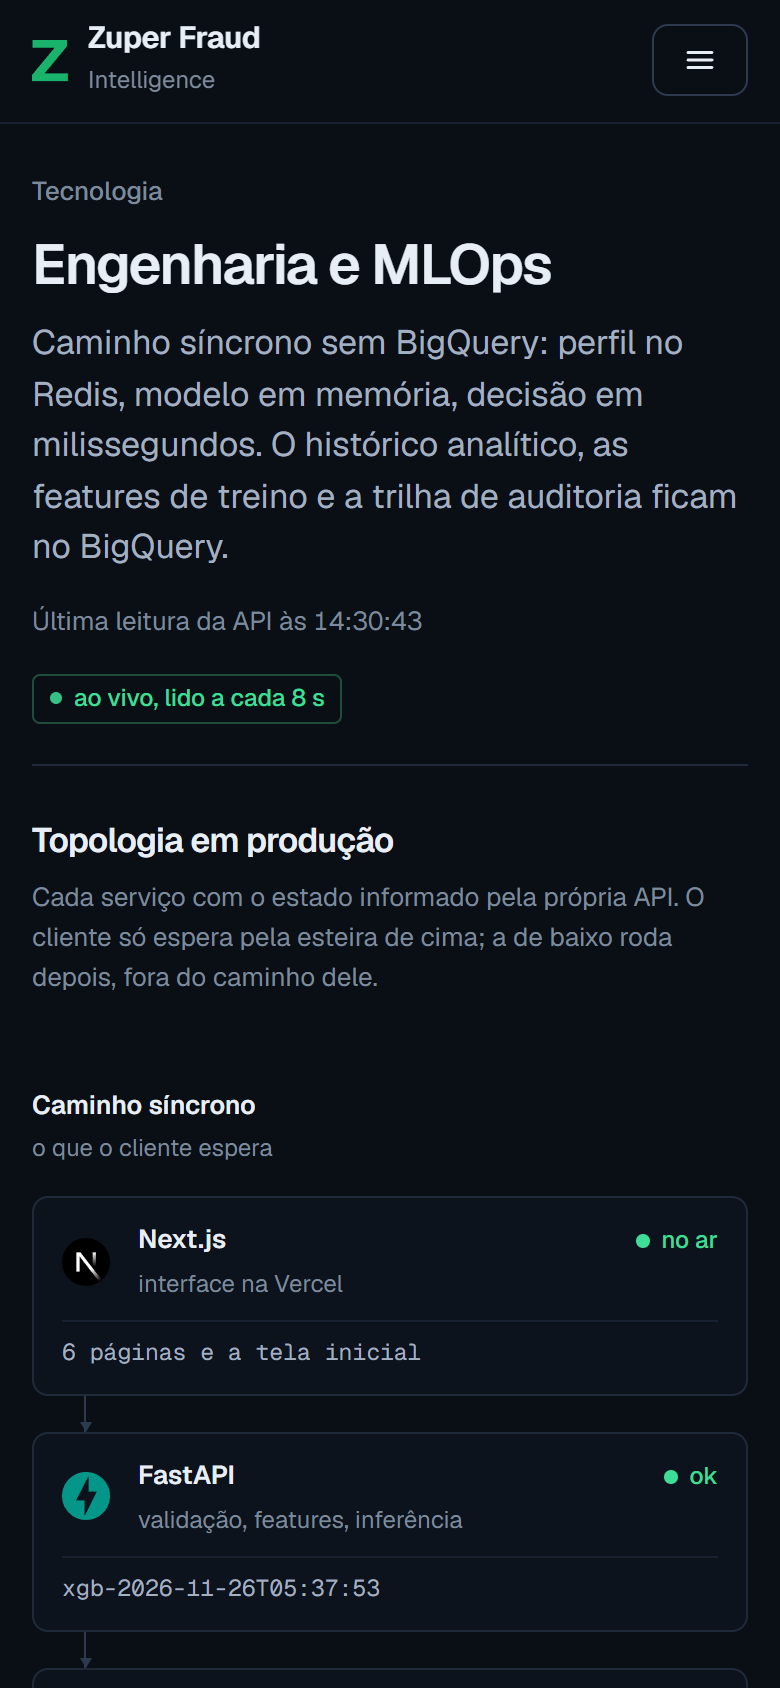 Z
Zuper Fraud
Intelligence
Tecnologia
Engenharia e MLOps
Caminho síncrono sem BigQuery: perfil no
Redis, modelo em memória, decisão em
milissegundos. O histórico analítico, as
features de treino e a trilha de auditoria ficam
no BigQuery.
Última leitura da API às 14:30:43
ao vivo, lido a cada 8 s
Topologia em produção
Cada serviço com o estado informado pela própria API. O
cliente só espera pela esteira de cima; a de baixo roda
depois, fora do caminho dele.
Caminho síncrono
o que o cliente espera
N
Next.js
no ar
interface na Vercel
6 páginas e a tela inicial
FastAPI
ok
validação, features, inferência
xgb-2026-11-26T05:37:53